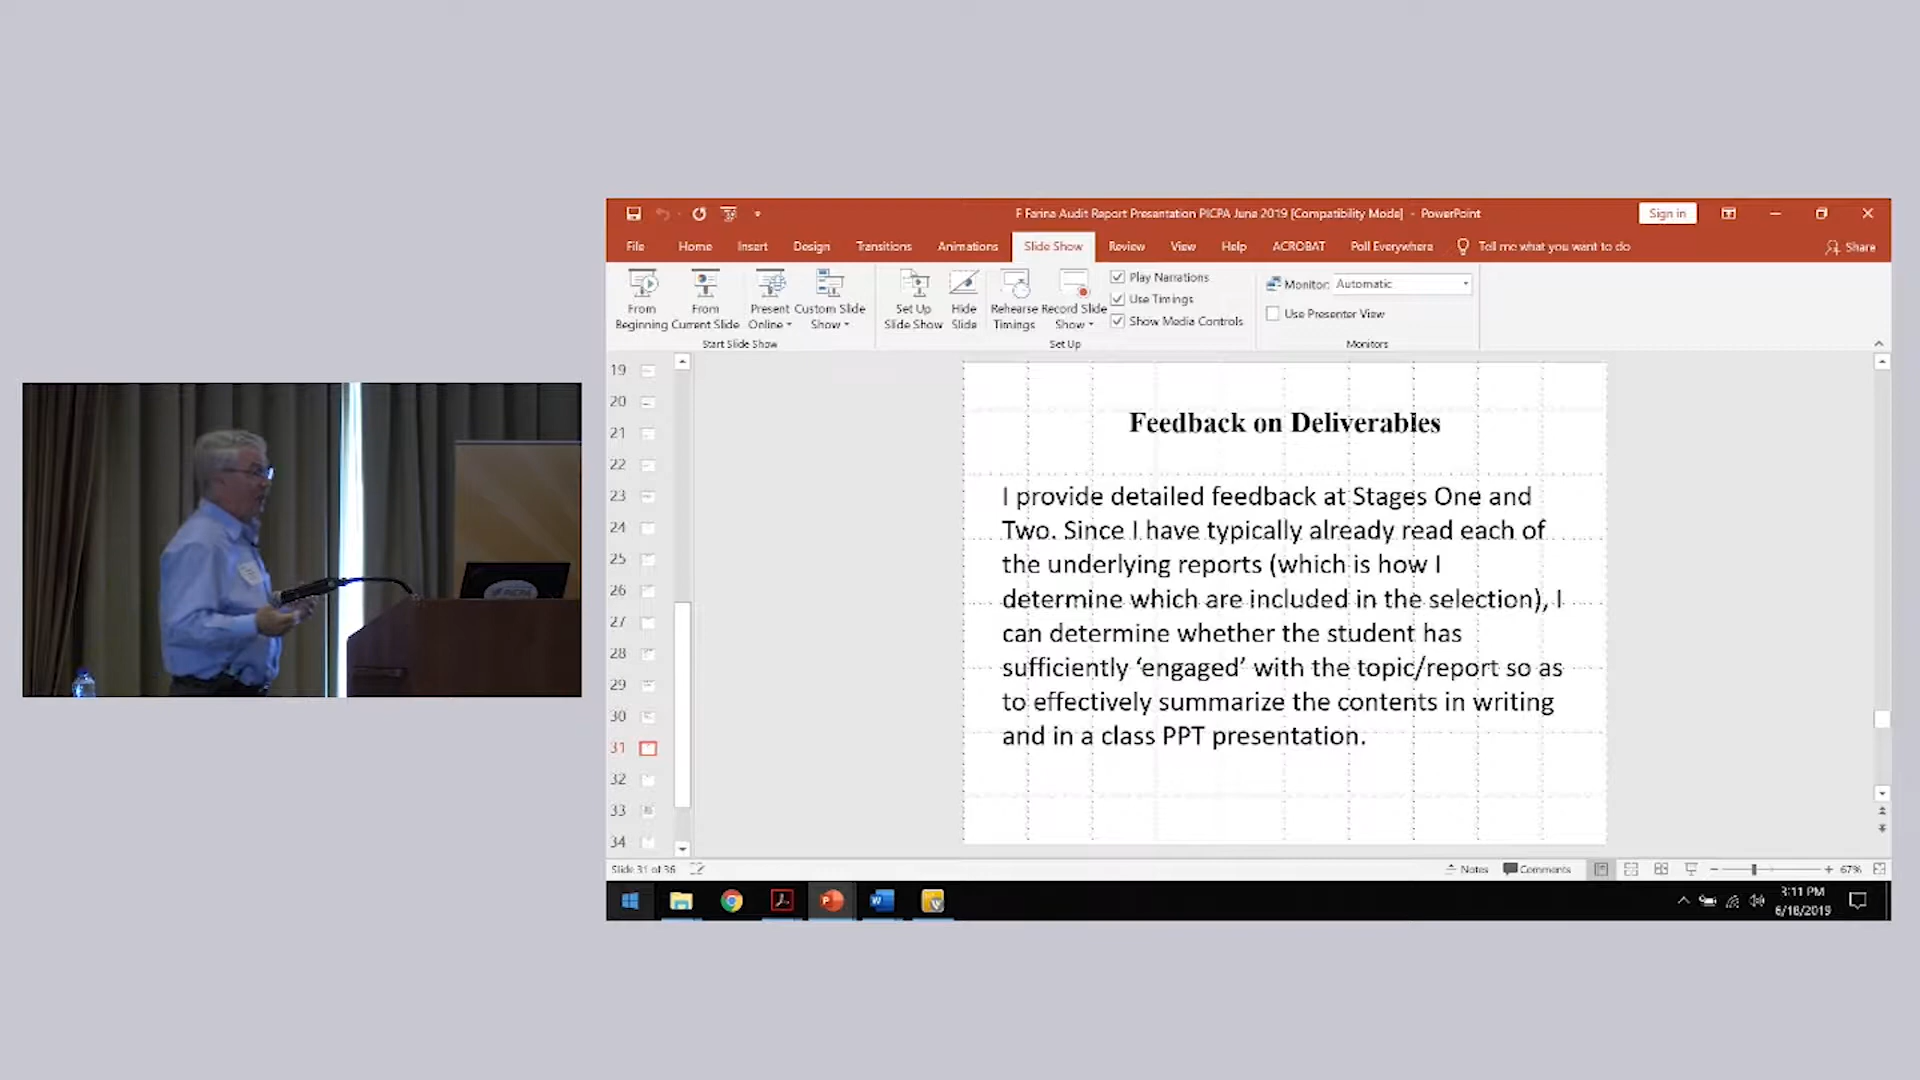 F Farina Audit Report Presentation PICPA June 2019 [Compatibility Mode] - PowerPoint
Sign in
File Home Insert Design Transitions Animations Slide Show Review View Help ACROBAT Poll Everywhere Tell me what you want to do Share
From Beginning
From Current Slide
Present Online
Custom Slide Show
Start Slide Show
Set Up Slide Show
Hide Slide
Rehearse Timings
Record Slide Show
Play Narrations
Use Timings
Show Media Controls
Set Up
Monitor: Automatic
Use Presenter View
Monitors
19
20
21
22
23
24
25
26
27
28
29
30
31
32
33
34
Feedback on Deliverables
I provide detailed feedback at Stages One and
Two. Since I have typically already read each of
the underlying reports (which is how I
determine which are included in the selection), I
can determine whether the student has
sufficiently ‘engaged’ with the topic/report so as
to effectively summarize the contents in writing
and in a class PPT presentation.
PICPA
Slide 31 of 36
Notes Comments 67%
3:11 PM
6/18/2019